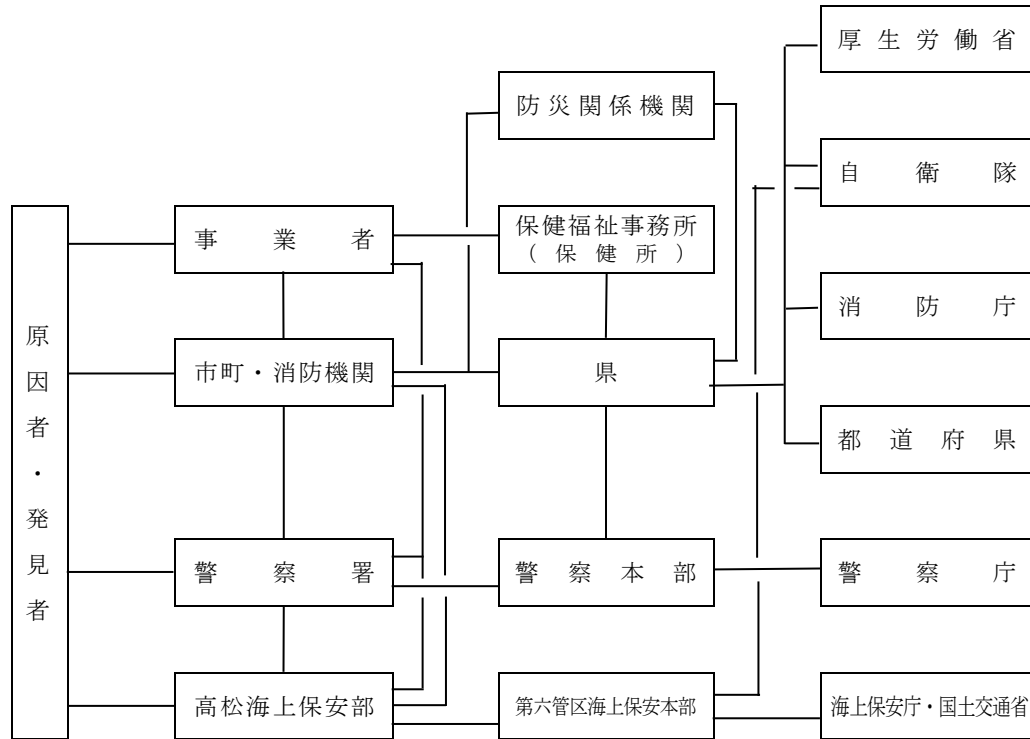 厚生労働省
防災関係機関
自衛隊
原因者・発見者
事業者
保健福祉事務所
(保健所)
消防庁
市町・消防機関
県
都道府県
警察署
警察本部
警察庁
高松海上保安部
第六管区海上保安本部
海上保安庁・国土交通省